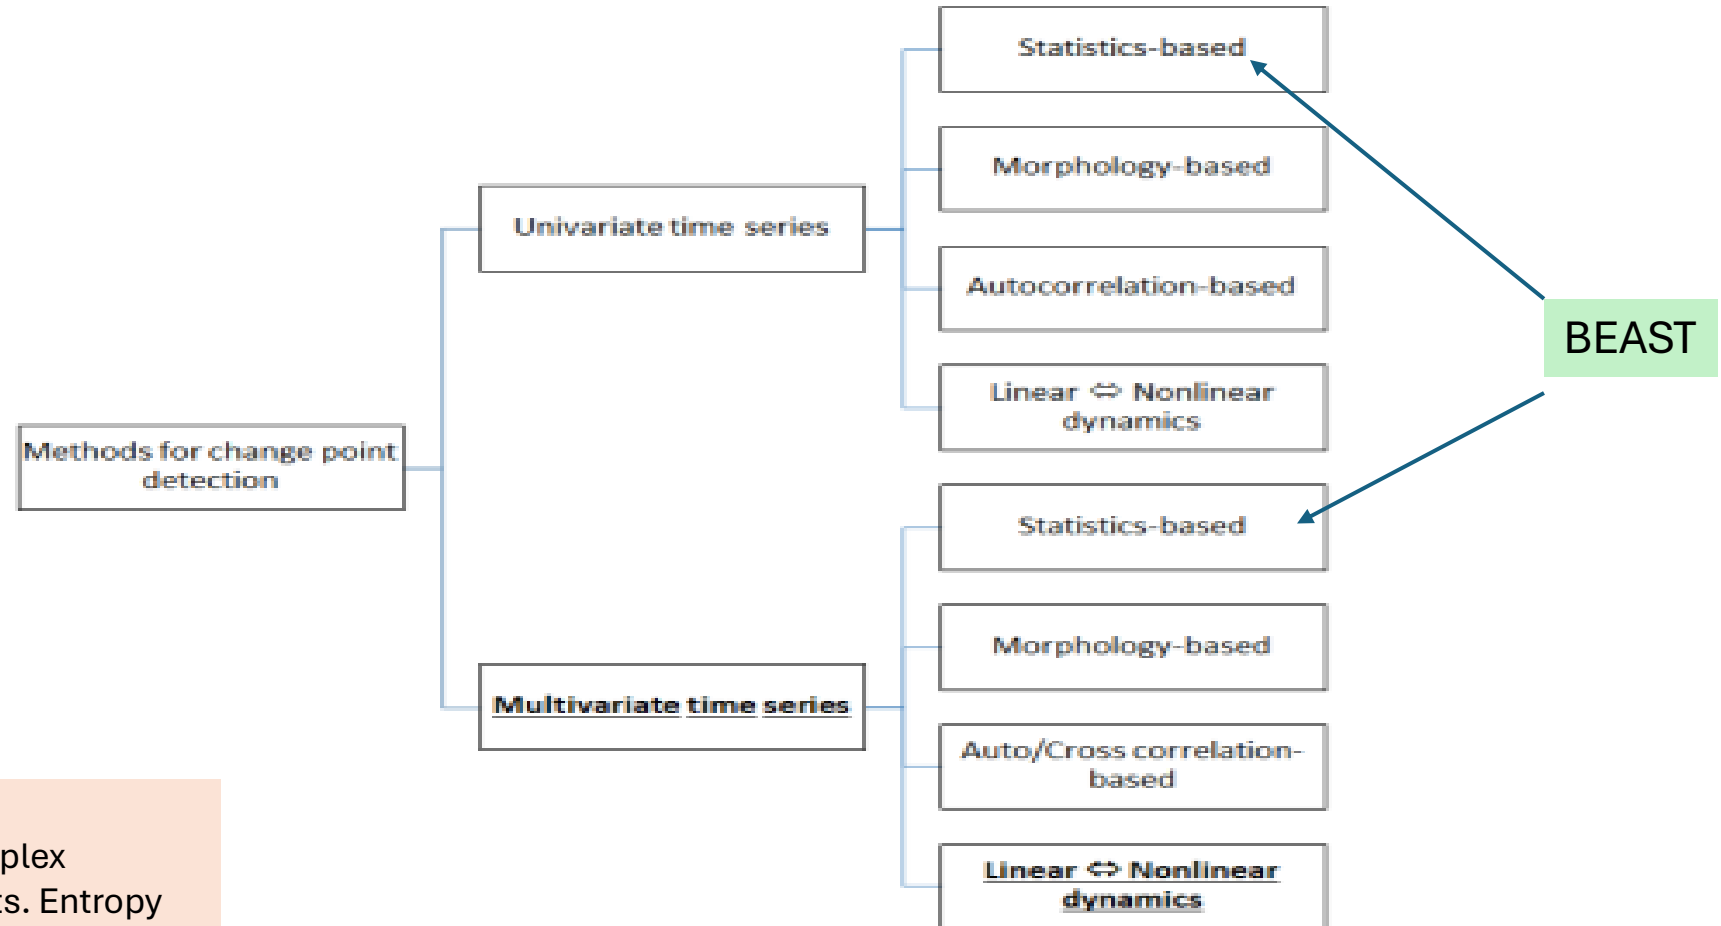 Statistics-based
Morphology-based
Univariate time series
Autocorrelation-based
BEAST
Linear ⇔ Nonlinear
dynamics
Methods for change point
detection
Statistics-based
Morphology-based
Multivariate time series
Auto/Cross correlation-
based
Linear ⇔ Nonlinear
dynamics
plex
ts. Entropy